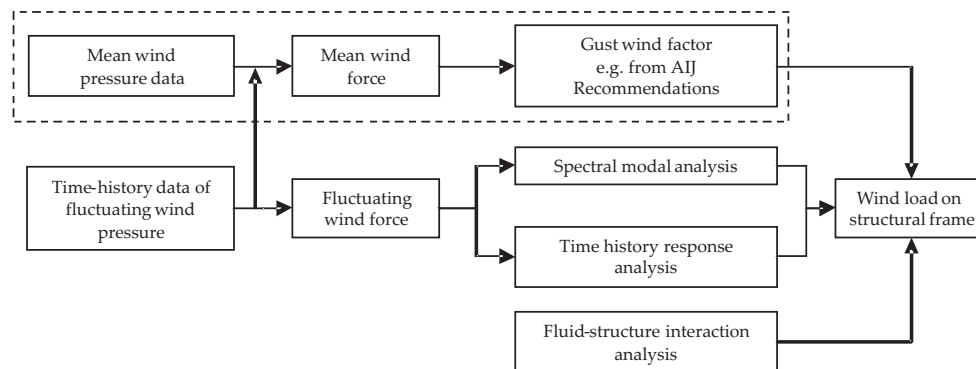 Mean wind
pressure data
Mean wind
force
Gust wind factor
e.g. from AIJ
Recommendations
Time-history data of
fluctuating wind
pressure
Fluctuating
wind force
Spectral modal analysis
Time history response
analysis
Wind load on
structural frame
Fluid-structure interaction
analysis